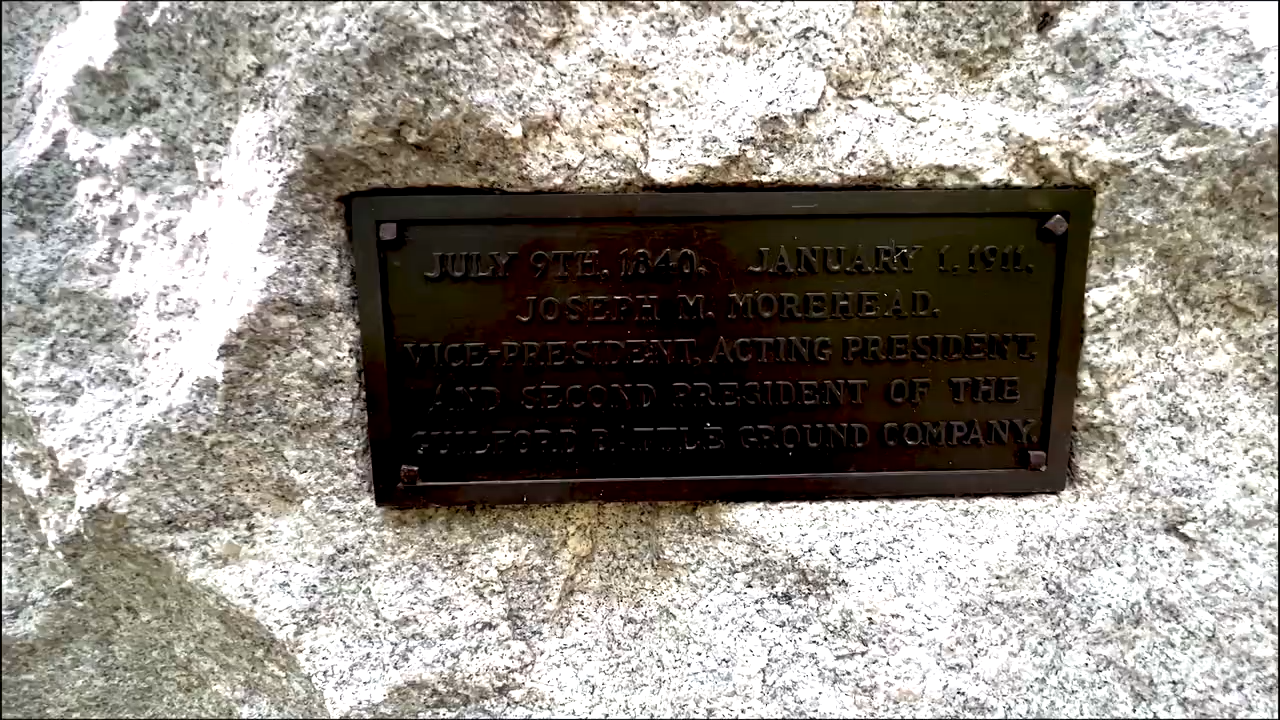 JULY 9TH, 1840. JANUARY 1, 1911.
JOSEPH M. MOREHEAD.
VICE-PRESIDENT, ACTING PRESIDENT,
AND SECOND PRESIDENT OF THE
GUILFORD BATTLE GROUND COMPANY.